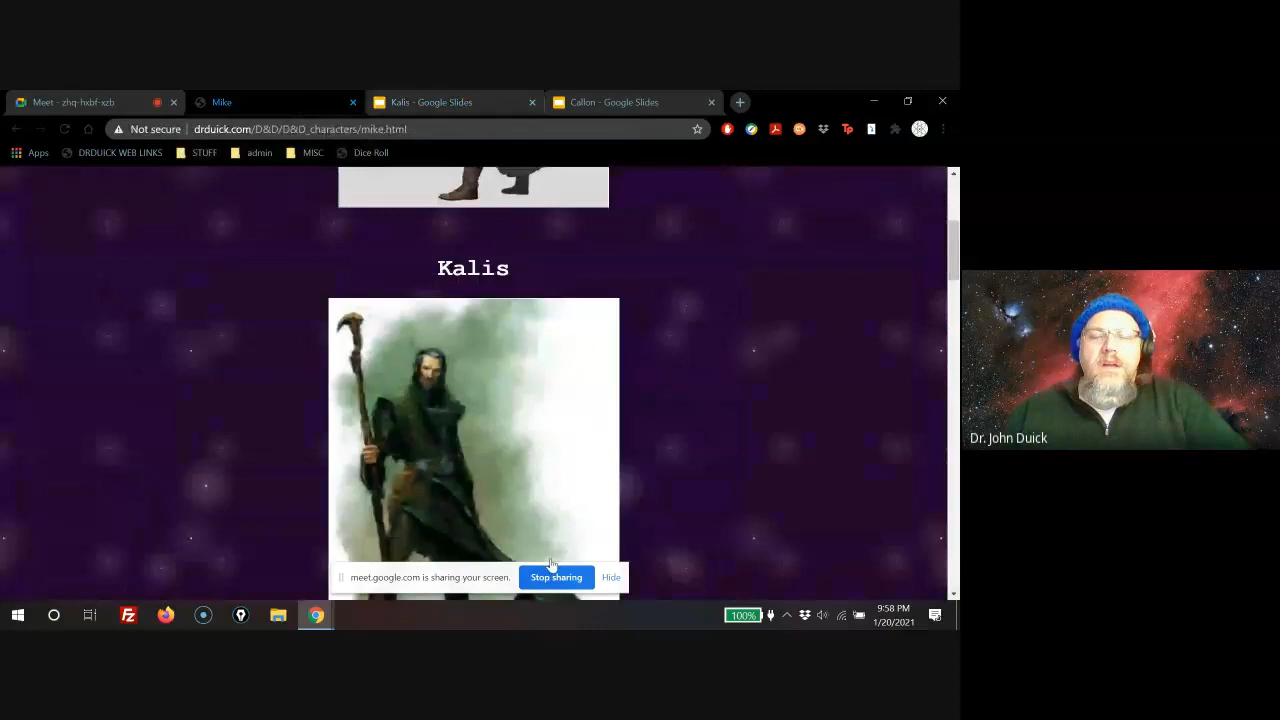 Meet - zhq-hxbf-xzb
Mike
Kalis - Google Slides
Callon - Google Slides
Not secure
drduick.com/D&D/D&D_characters/mike.html
Apps
DRDUICK WEB LINKS
STUFF
admin
MISC
Dice Roll
Kalis
Dr. John Duick
meet.google.com is sharing your screen.
Stop sharing
Hide
100%
9:58 PM
1/20/2021